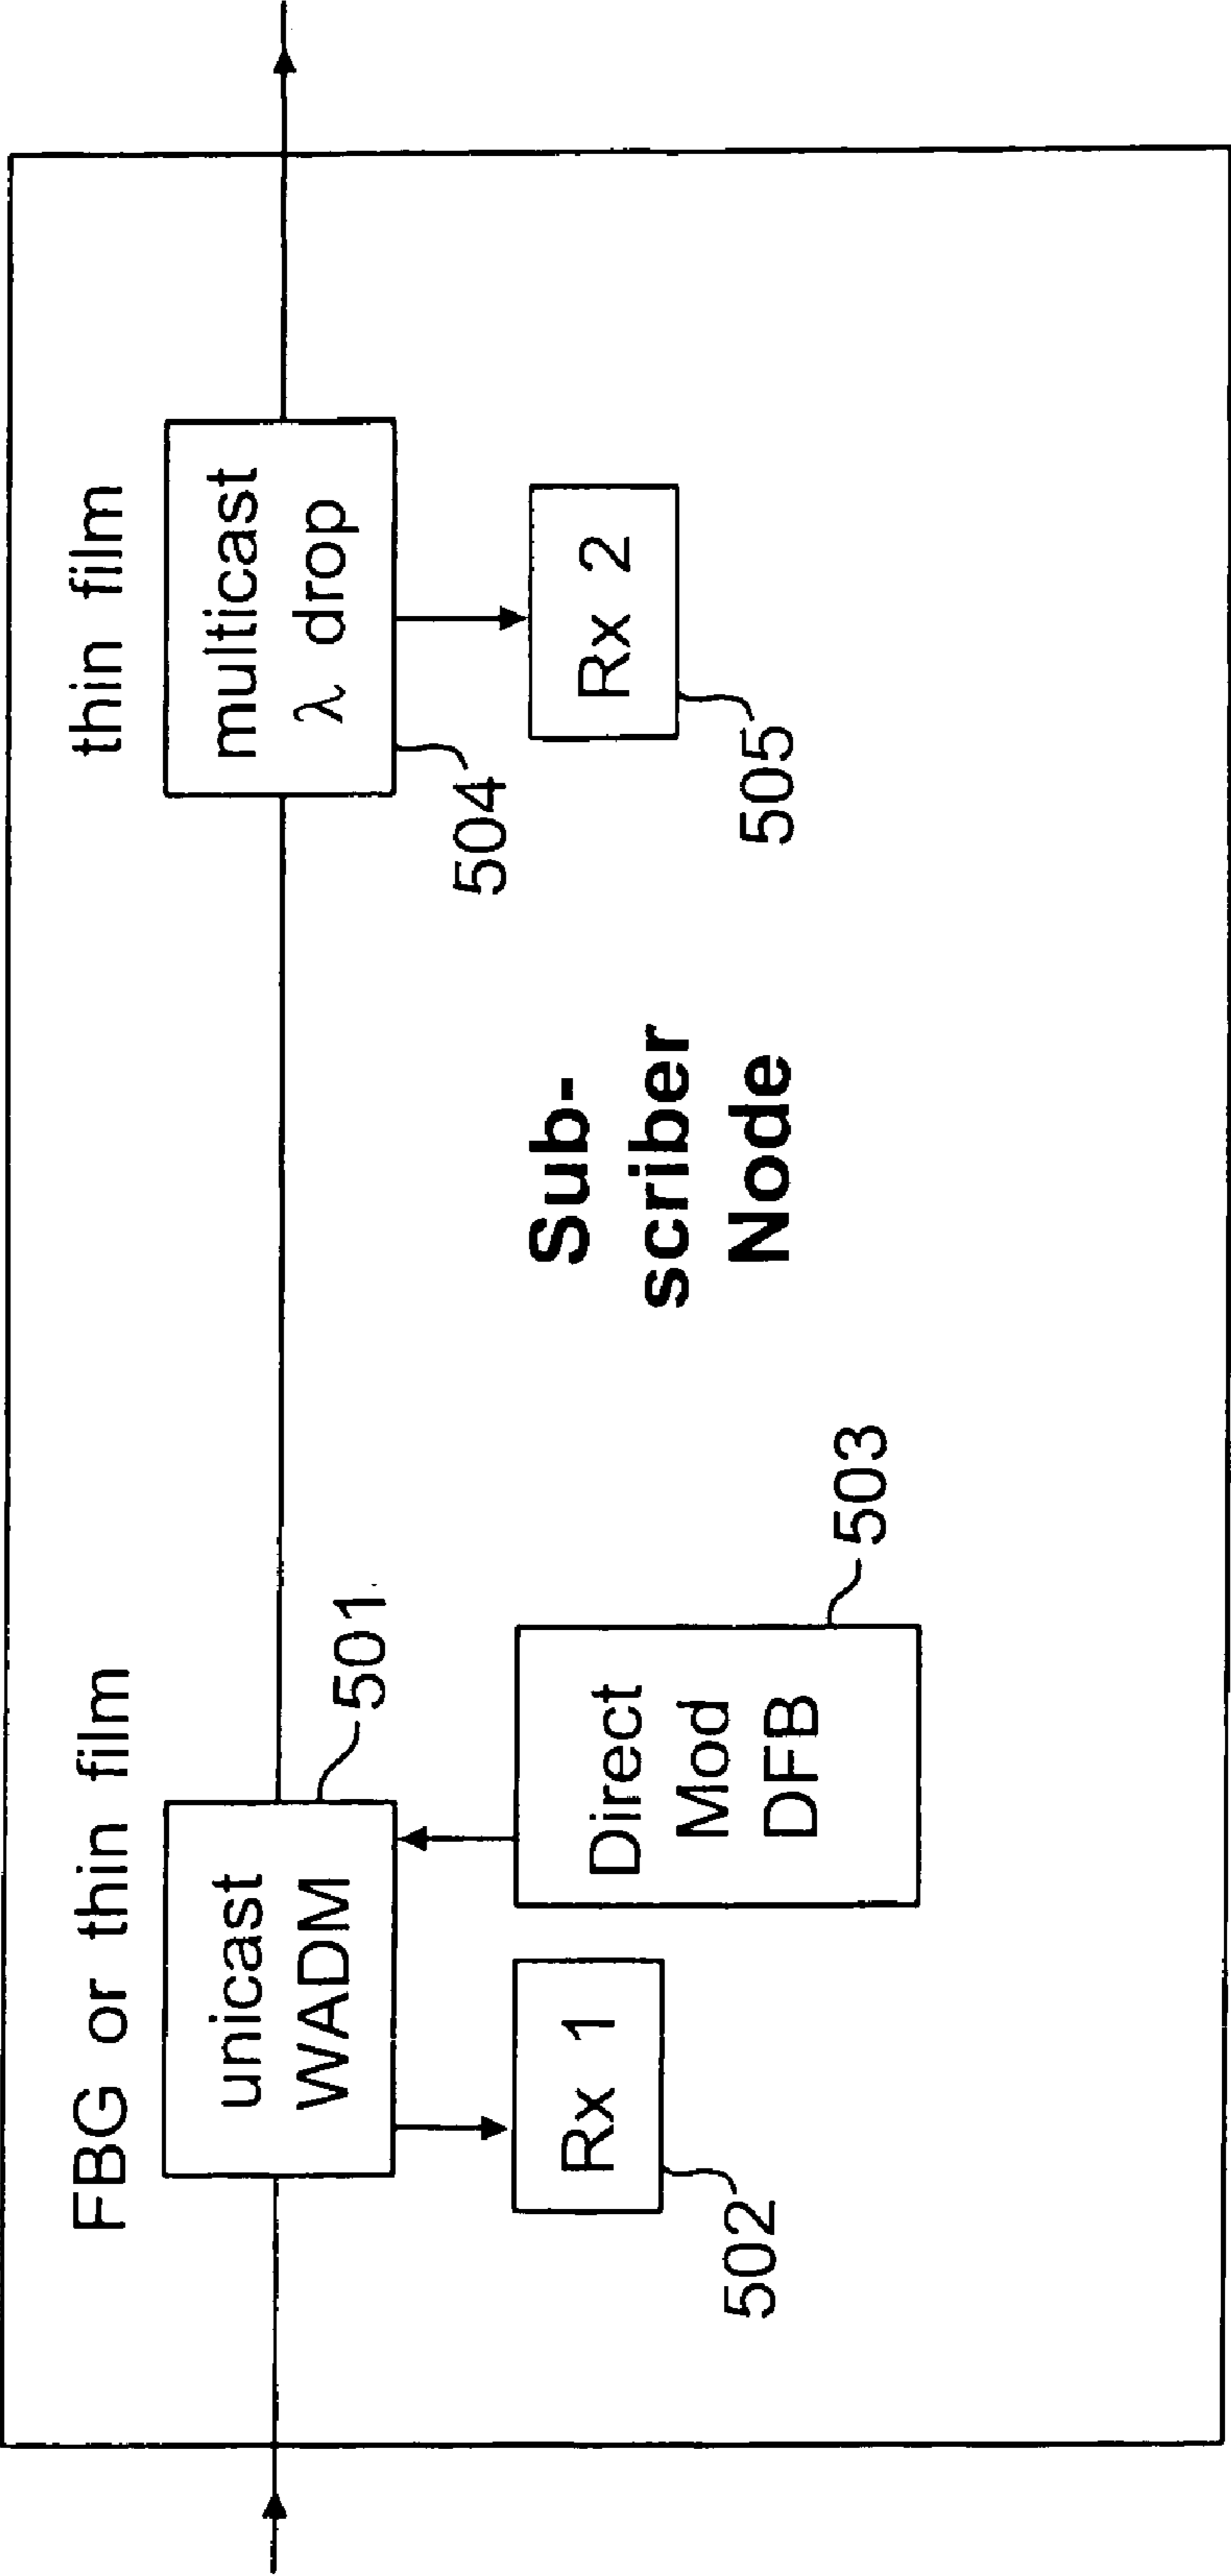 FBG or thin film
thin film
unicast
WADM
501
multicast
λ drop
504
Rx 1
502
Direct
Mod
DFB
503
Sub-
scriber
Node
Rx 2
505